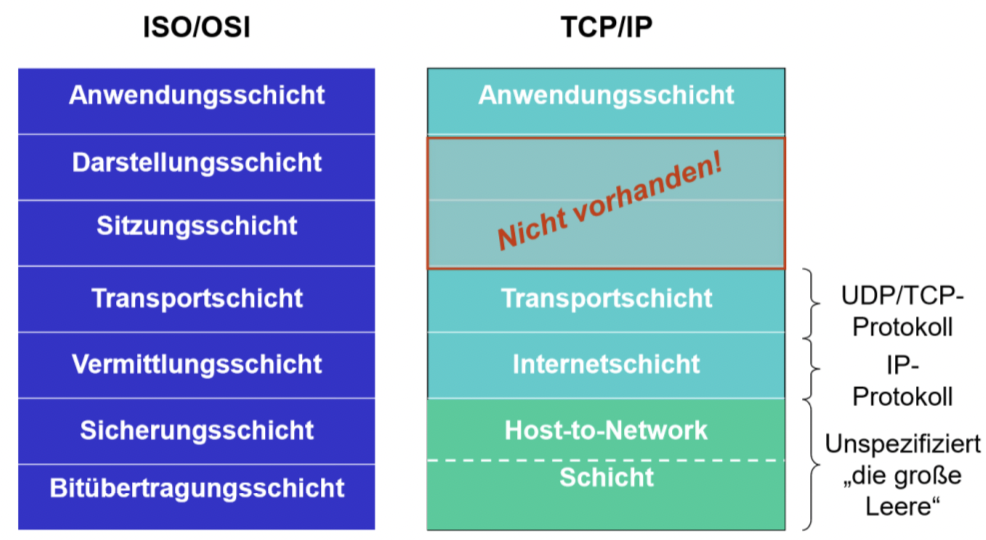 ISO/OSI
Anwendungsschicht
Darstellungsschicht
Sitzungsschicht
Transportschicht
Vermittlungsschicht
Sicherungsschicht
Bitübertragungsschicht
TCP/IP
Anwendungsschicht
Nicht vorhanden!
Transportschicht
Internetschicht
Host-to-Network
Schicht
UDP/TCP-
Protokoll
IP-
Protokoll
Unspezifiziert
„die große
Leere“